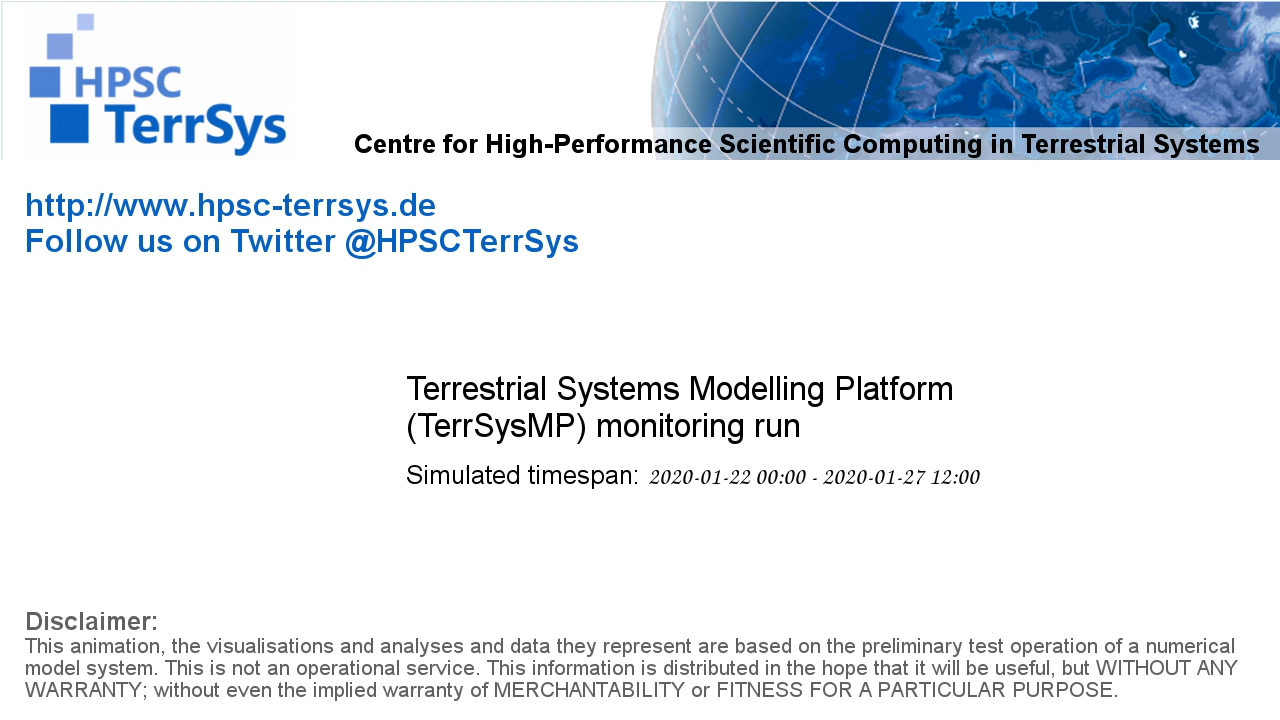 HPSC
TerrSys
Centre for High-Performance Scientific Computing in Terrestrial Systems
http://www.hpsc-terrsys.de
Follow us on Twitter @HPSCTerrSys
Terrestrial Systems Modelling Platform
(TerrSysMP) monitoring run
Simulated timespan: 2020-01-22 00:00 - 2020-01-27 12:00
Disclaimer:
This animation, the visualisations and analyses and data they represent are based on the preliminary test operation of a numerical
model system. This is not an operational service. This information is distributed in the hope that it will be useful, but WITHOUT ANY
WARRANTY; without even the implied warranty of MERCHANTABILITY or FITNESS FOR A PARTICULAR PURPOSE.